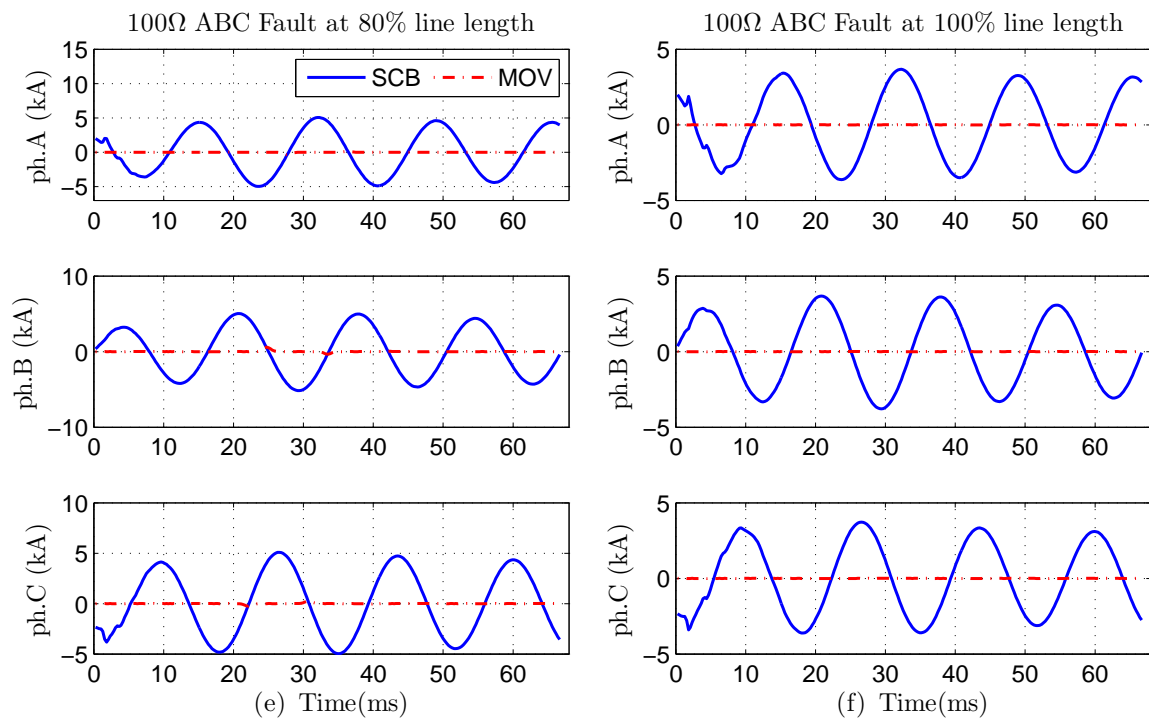 100Ω ABC Fault at 80% line length
15
10
5
0
−5
ph.A (kA)
SCB
MOV
0 10 20 30 40 50 60
10
0
−10
ph.B (kA)
0 10 20 30 40 50 60
10
5
0
−5
ph.C (kA)
0 10 20 30 40 50 60
(e) Time(ms)
100Ω ABC Fault at 100% line length
5
0
−5
ph.A (kA)
0 10 20 30 40 50 60
5
0
−5
ph.B (kA)
0 10 20 30 40 50 60
5
0
−5
ph.C (kA)
0 10 20 30 40 50 60
(f) Time(ms)